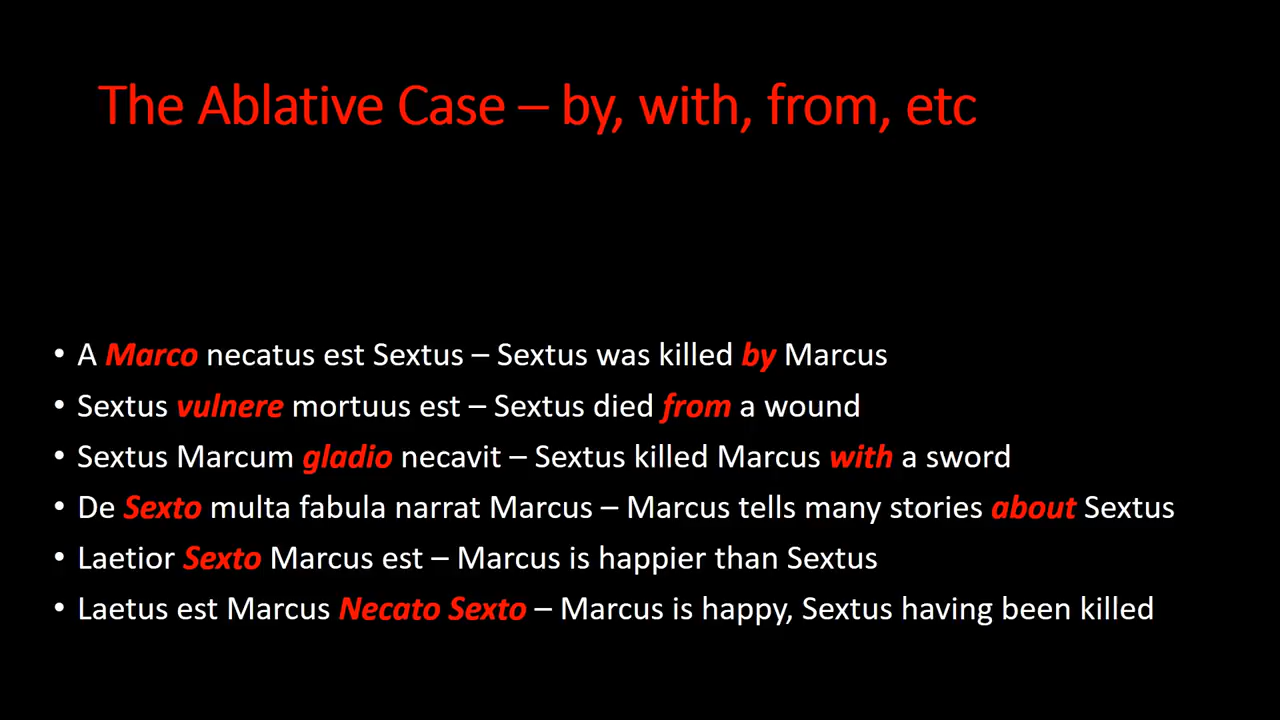 The Ablative Case – by, with, from, etc
• A Marco necatus est Sextus – Sextus was killed by Marcus
• Sextus vulnere mortuus est – Sextus died from a wound
• Sextus Marcum gladio necavit – Sextus killed Marcus with a sword
• De Sexto multa fabula narrat Marcus – Marcus tells many stories about Sextus
• Laetior Sexto Marcus est – Marcus is happier than Sextus
• Laetus est Marcus Necato Sexto – Marcus is happy, Sextus having been killed